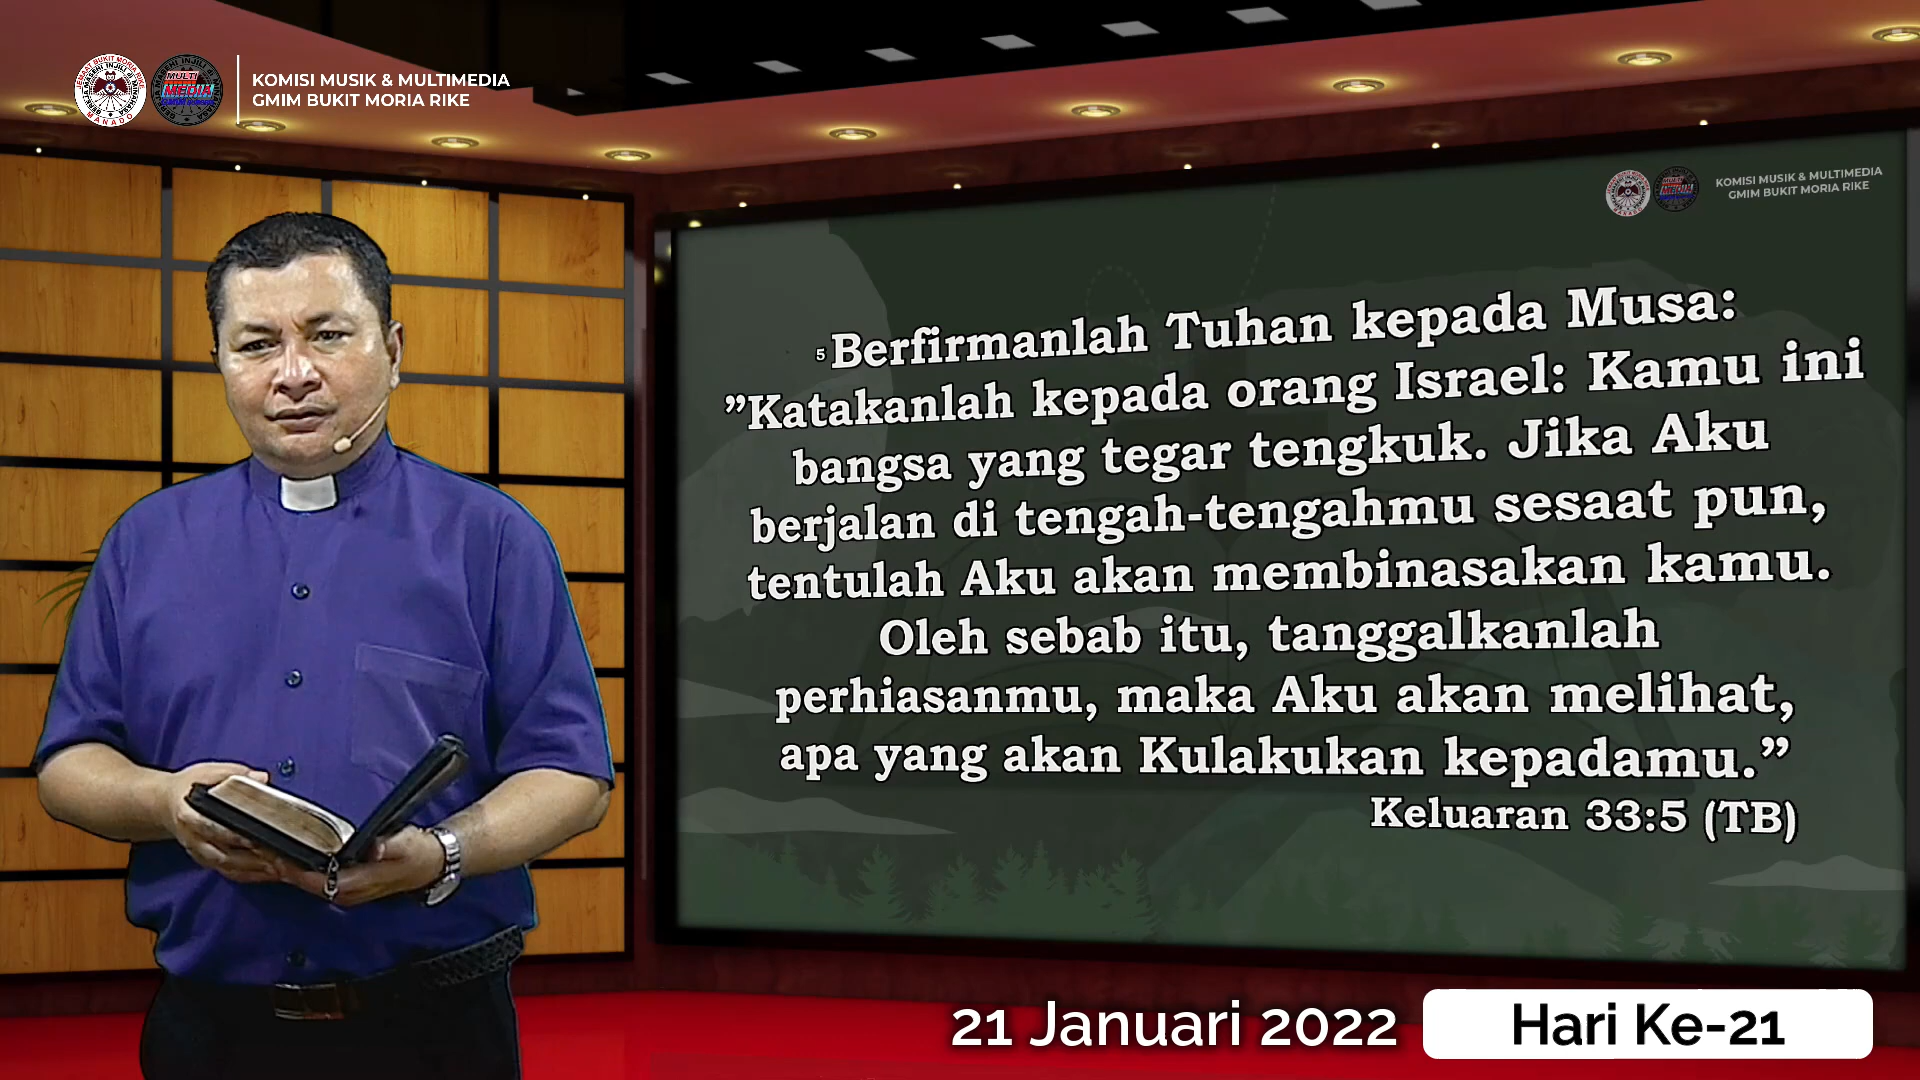 KOMISI MUSIK & MULTIMEDIA
GMIM BUKIT MORIA RIKE
MULTI
MEDIA
MANADO
KOMISI MUSIK & MULTIMEDIA
GMIM BUKIT MORIA RIKE
5 Berfirmanlah Tuhan kepada Musa:
”Katakanlah kepada orang Israel: Kamu ini
bangsa yang tegar tengkuk. Jika Aku
berjalan di tengah-tengahmu sesaat pun,
tentulah Aku akan membinasakan kamu.
Oleh sebab itu, tanggalkanlah
perhiasanmu, maka Aku akan melihat,
apa yang akan Kulakukan kepadamu.”
Keluaran 33:5 (TB)
21 Januari 2022
Hari Ke-21